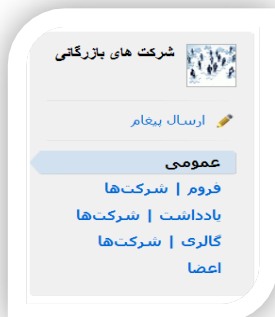 شرکت های بازرگانی
ارسال پیغام
عمومی
فروم | شرکت‌ها
یادداشت | شرکت‌ها
گالری | شرکت‌ها
اعضا